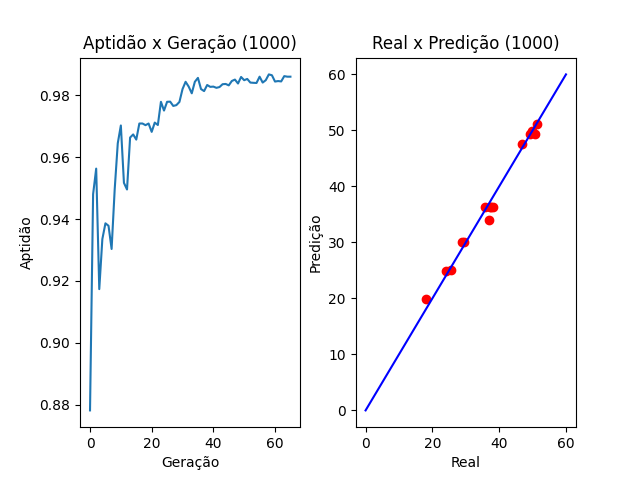 Aptidão x Geração (1000)
Aptidão
0.98
0.96
0.94
0.92
0.90
0.88
0 20 40 60
Geração
Real x Predição (1000)
Predição
60
50
40
30
20
10
0
0 20 40 60
Real